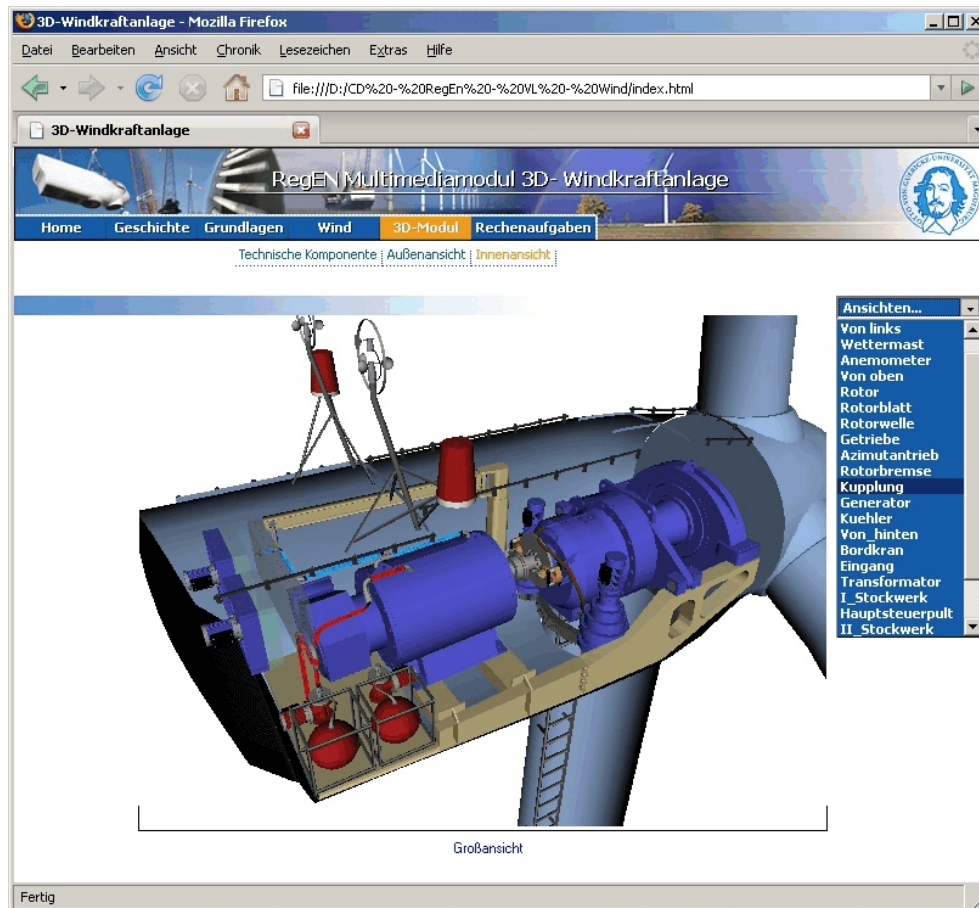 3D-Windkraftanlage - Mozilla Firefox
Datei Bearbeiten Ansicht Chronik Lesezeichen Extras Hilfe
file:///D:/CD%20-%20RegEn%20-%20VL%20-%20Wind/index.html
3D-Windkraftanlage
RegEN Multimediamodul 3D- Windkraftanlage
Home Geschichte Grundlagen Wind 3D-Modul Rechenaufgaben
Technische Komponente Außenansicht Innenansicht
Ansichten...
Von links
Wettermast
Anemometer
Von oben
Rotor
Rotorblatt
Rotorwelle
Getriebe
Azimutantrieb
Rotorbremse
Kupplung
Generator
Kuehler
Von_hinten
Bordkran
Eingang
Transformator
I_Stockwerk
Hauptsteuerpult
II_Stockwerk
Großansicht
Fertig